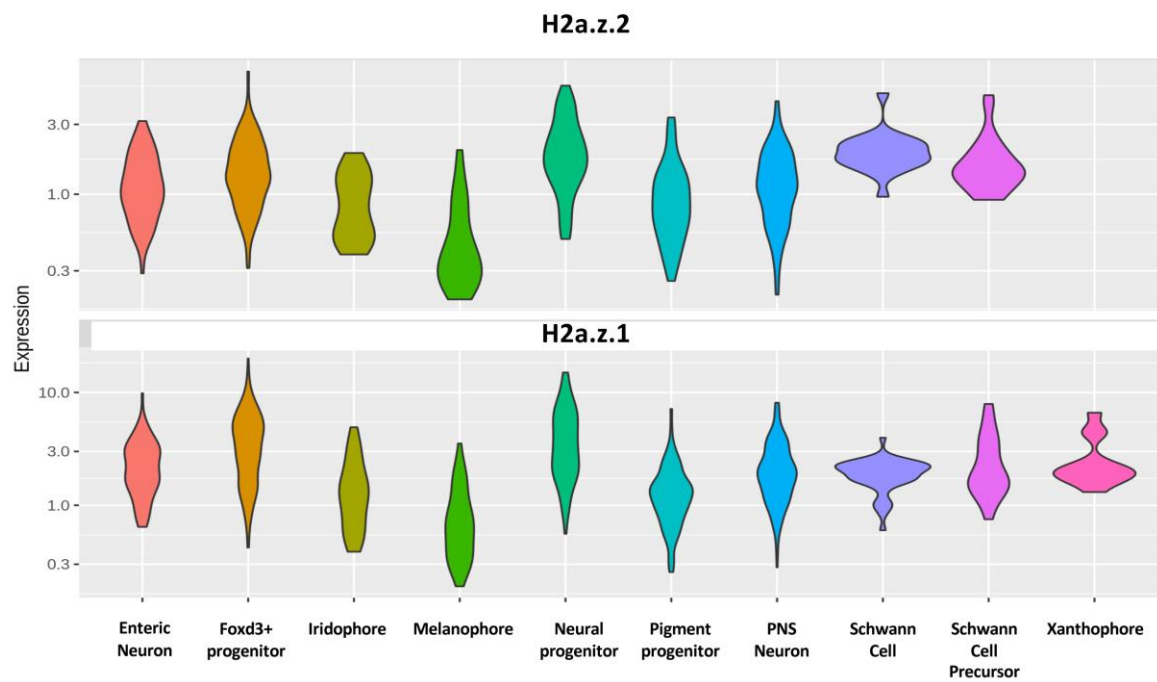 H2a.z.2
3.0
1.0
0.3
Expression
H2a.z.1
10.0
3.0
1.0
0.3
Enteric
Neuron
Foxd3+
progenitor
Iridophore
Melanophore
Neural
progenitor
Pigment
progenitor
PNS
Neuron
Schwann
Cell
Schwann
Cell
Precursor
Xanthophore